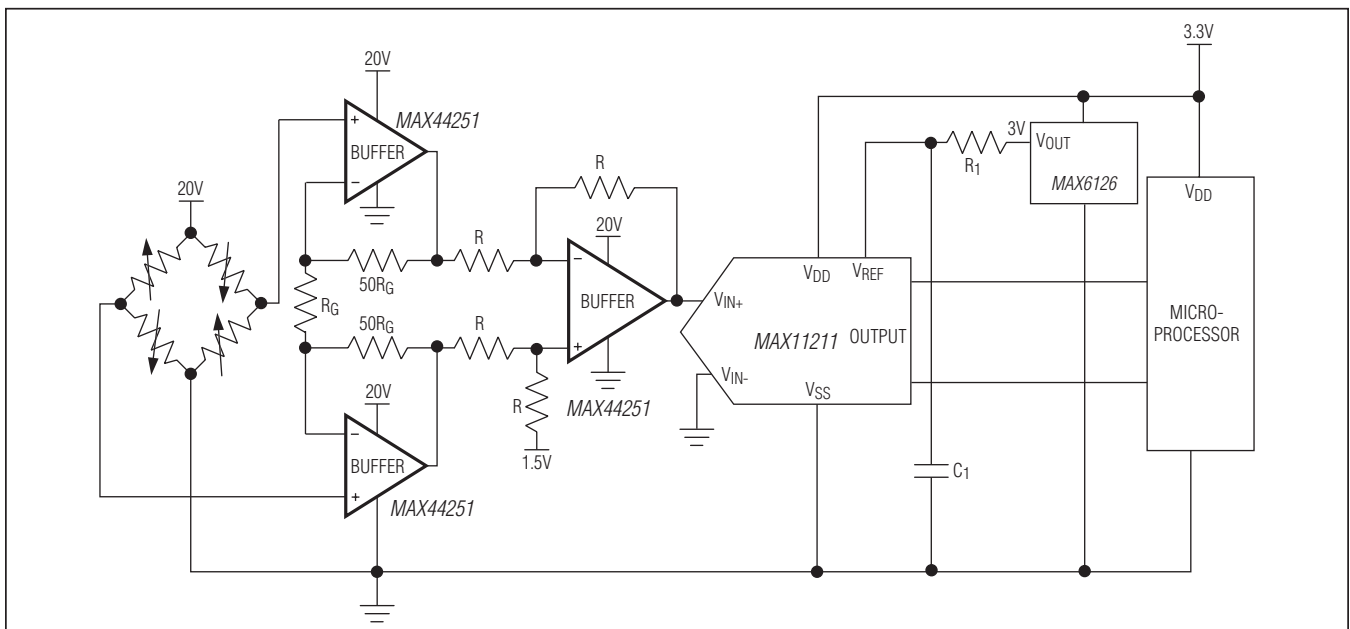 3.3V
20V
MAX44251
+
BUFFER
−
3V
VOUT
R1
MAX6126
VDD
20V
R
20V
50RG
R
−
BUFFER
+
RG
50RG
R
R
1.5V
MAX44251
VDD
VREF
VIN+
MAX11211
OUTPUT
VIN-
VSS
MICRO-
PROCESSOR
20V
−
BUFFER
+
MAX44251
C1